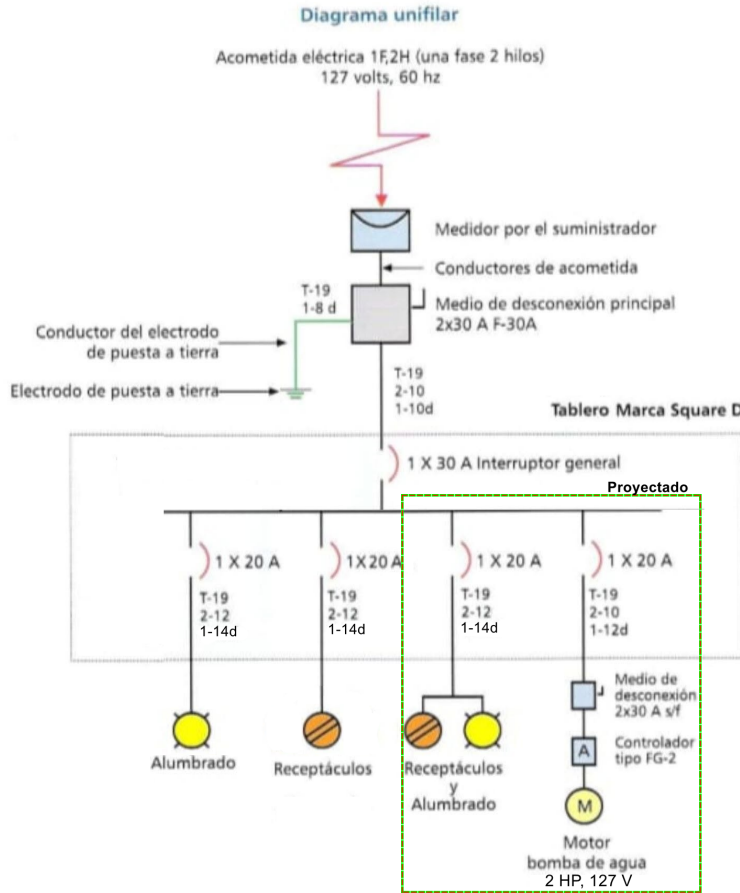 Diagrama unifilar
Acometida eléctrica 1F,2H (una fase 2 hilos)
127 volts, 60 hz
Medidor por el suministrador
Conductores de acometida
T-19
1-8 d
Medio de desconexión principal
2x30 A F-30A
Conductor del electrodo
de puesta a tierra
Electrodo de puesta a tierra
T-19
2-10
1-10d
Tablero Marca Square D
1 X 30 A Interruptor general
Proyectado
1 X 20 A
1X20 A
1 X 20 A
1 X 20 A
T-19
2-12
1-14d
T-19
2-12
1-14d
T-19
2-12
1-14d
T-19
2-10
1-12d
Medio de
desconexión
2x30 A s/f
A
Controlador
tipo FG-2
Alumbrado
Receptáculos
Receptáculos
y
Alumbrado
M
Motor
bomba de agua
2 HP, 127 V